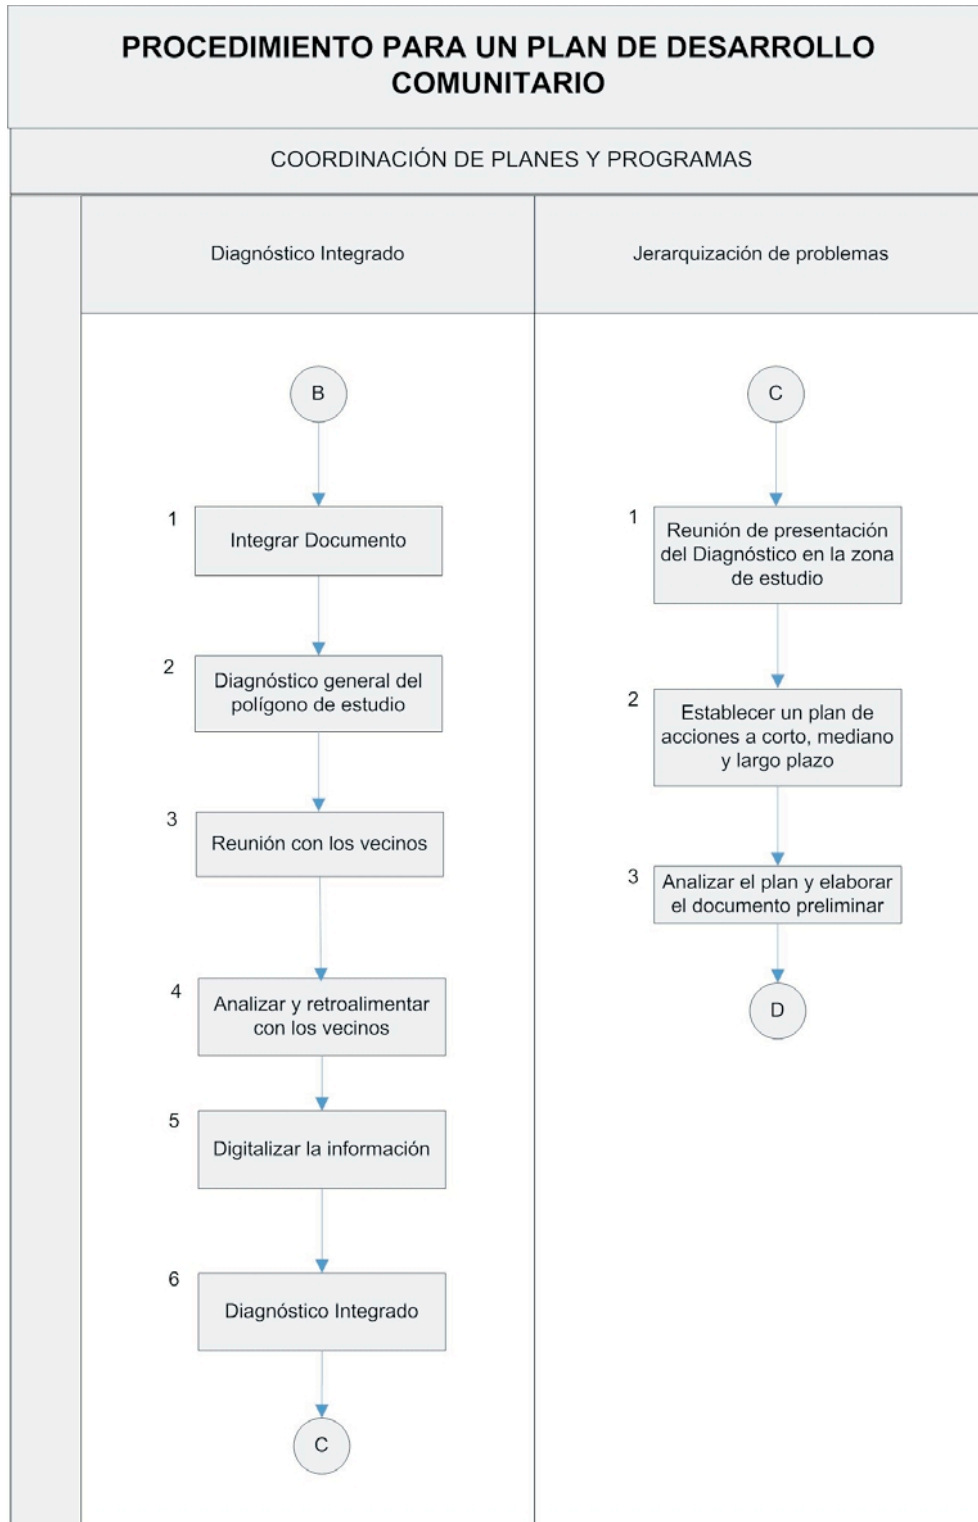 PROCEDIMIENTO PARA UN PLAN DE DESARROLLO
COMUNITARIO
COORDINACIÓN DE PLANES Y PROGRAMAS
Diagnóstico Integrado
B
1
Integrar Documento
2
Diagnóstico general del
polígono de estudio
3
Reunión con los vecinos
4
Analizar y retroalimentar
con los vecinos
5
Digitalizar la información
6
Diagnóstico Integrado
C
Jerarquización de problemas
C
1
Reunión de presentación
del Diagnóstico en la zona
de estudio
2
Establecer un plan de
acciones a corto, mediano
y largo plazo
3
Analizar el plan y elaborar
el documento preliminar
D